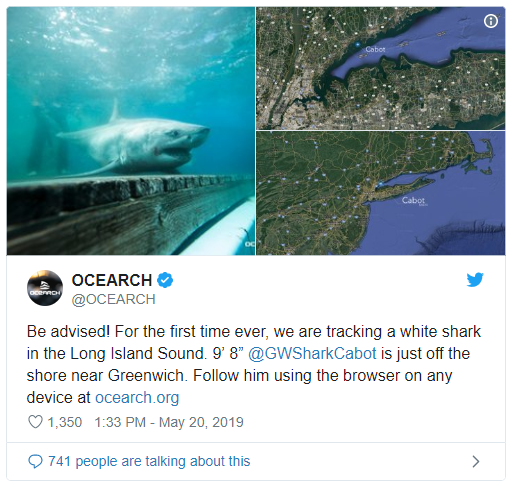 Cabot
Cabot
OCEARCH
@OCEARCH
Be advised! For the first time ever, we are tracking a white shark
in the Long Island Sound. 9’ 8” @GWSharkCabot is just off the
shore near Greenwich. Follow him using the browser on any
device at ocearch.org
1,350 1:33 PM - May 20, 2019
741 people are talking about this